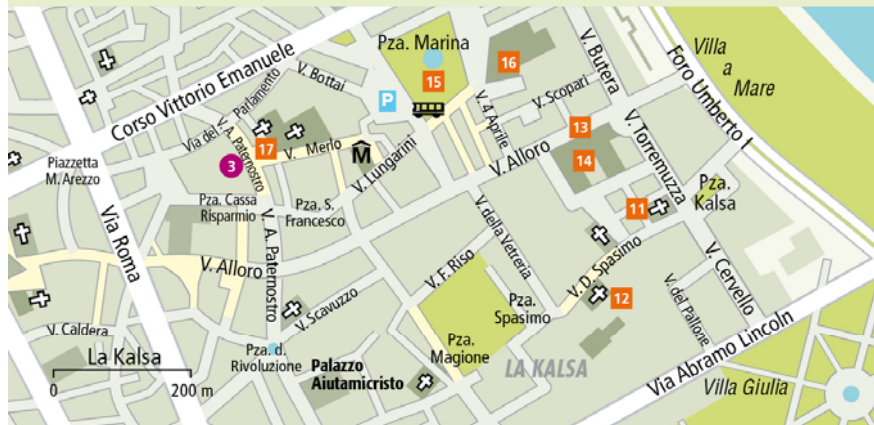 Pza. Marina
Villa
a
Mare
V. Butera
Foro Umberto I
Corso Vittorio Emanuele
V. Bottai
16
15
P
V. Scopari
V. 4 Aprile
Via del Parlamento
V. A. Paternostro
17
V. Merlo
M
V. Lungarini
13
V. Alloro
14
V. Torremuzza
3
Piazzetta
M. Arezzo
Pza. Cassa
Risparmio
Pza. S.
Francesco
11
Pza.
Kalsa
Via Roma
V. A. Paternostro
V. Alloro
V. della Vetreria
V. F. Riso
V. D. Spasimo
V. Cervello
12
V. Scavuzzo
Pza.
Spasimo
V. del Pallone
V. Caldera
Pza.
Magione
La Kalsa
0
200 m
Pza. d.
Rivoluzione
Palazzo
Aiutamicristo
LA KALSA
Via Abramo Lincoln
Villa Giulia